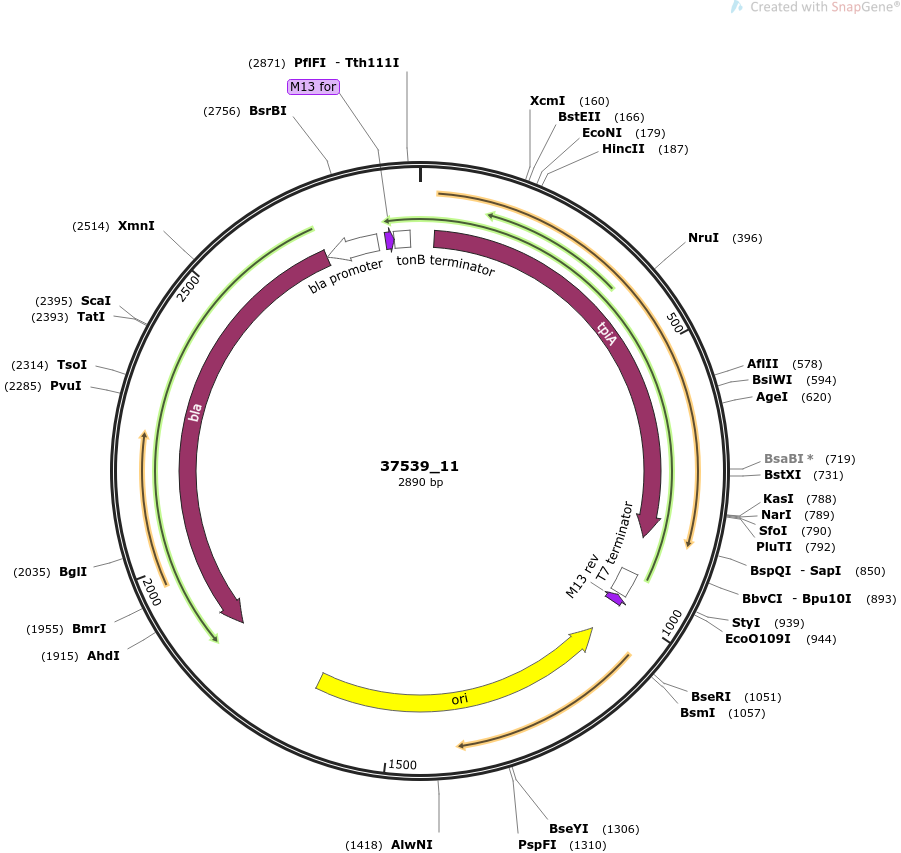 Created with SnapGene®
(2871) PflFI - Tth111I
M13 for
(2756) BsrBI
XcmI (160)
BstEII (166)
EcoNI (179)
HincII (187)
(2514) XmnI
NruI (396)
bla promoter
tonB terminator
2500
500
(2395) ScaI
(2393) TatI
tpiA
(2314) TsoI
(2285) PvuI
AflII (578)
BsiWI (594)
AgeI (620)
bla
37539_11
2890 bp
BsaBI * (719)
BstXI (731)
KasI (788)
NarI (789)
SfoI (790)
PluTI (792)
T7 terminator
M13 rev
(2035) BglI
BspQI - SapI (850)
2000
BbvCI - Bpu10I (893)
(1955) BmrI
1000
StyI (939)
EcoO109I (944)
(1915) AhdI
ori
BseRI (1051)
BsmI (1057)
1500
BseYI (1306)
(1418) AlwNI
PspFI (1310)